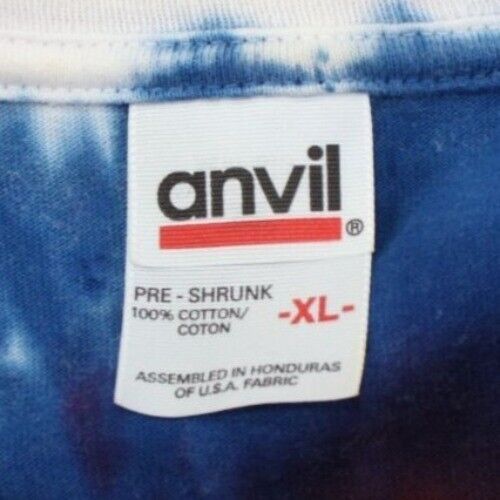 anvil®
PRE - SHRUNK
100% COTTON/
COTON
-XL-
ASSEMBLED IN HONDURAS
OF U.S.A. FABRIC